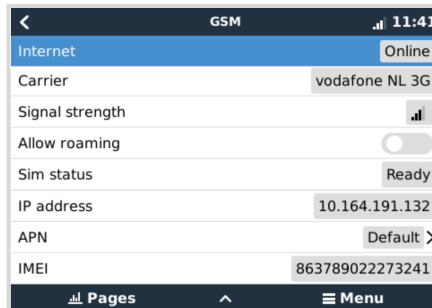 GSM 11:41
Internet Online
Carrier vodafone NL 3G
Signal strength
Allow roaming
Sim status Ready
IP address 10.164.191.132
APN Default
IMEI 863789022273241
Pages Menu